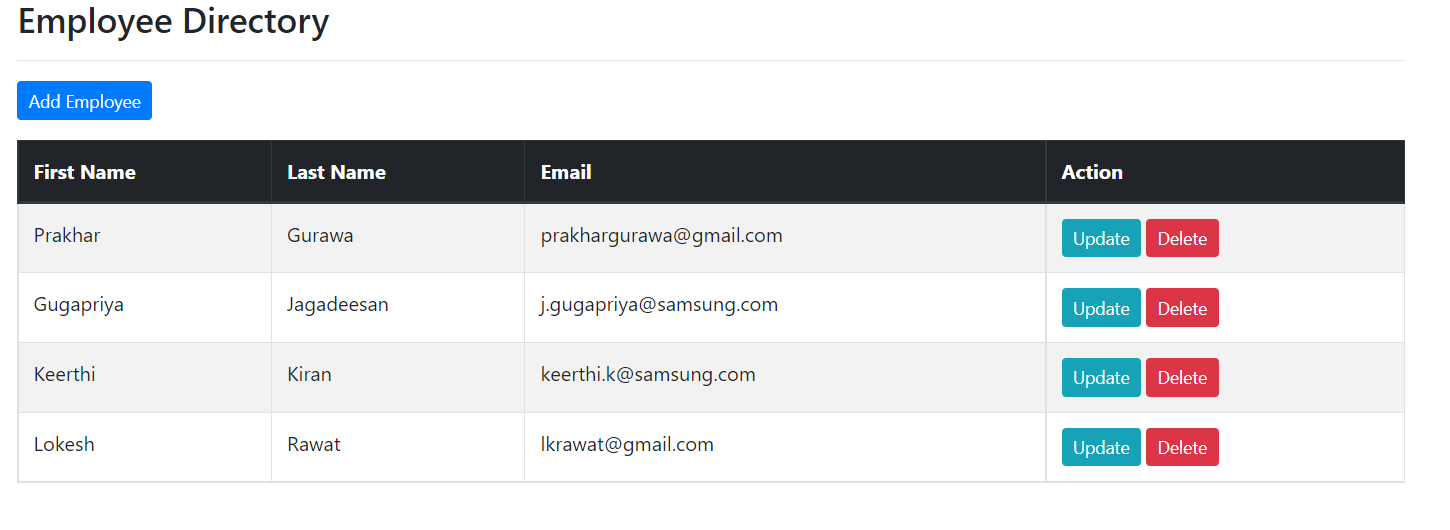 Employee Directory
Add Employee
First Name Last Name Email Action
Prakhar Gurawa prakhargurawa@gmail.com Update Delete
Gugapriya Jagadeesan j.gugapriya@samsung.com Update Delete
Keerthi Kiran keerthi.k@samsung.com Update Delete
Lokesh Rawat lkrawat@gmail.com Update Delete